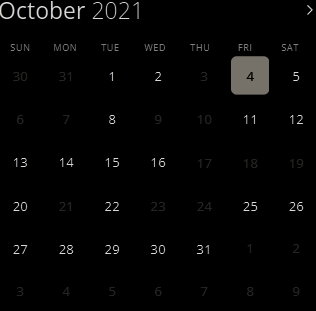 October 2021
SUN MON TUE WED THU FRI SAT
30 31 1 2 3 4 5
6 7 8 9 10 11 12
13 14 15 16 17 18 19
20 21 22 23 24 25 26
27 28 29 30 31 1 2
3 4 5 6 7 8 9